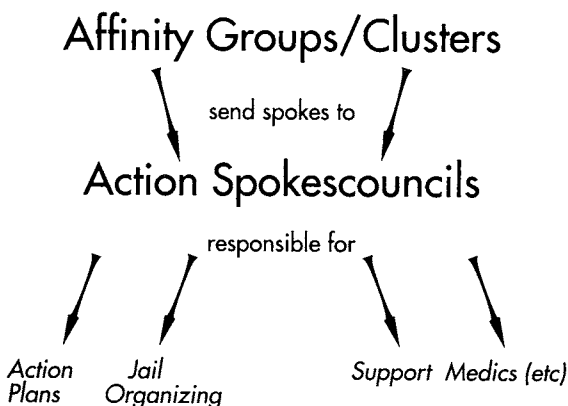 Affinity Groups/Clusters
send spokes to
Action Spokescouncils
responsible for
Action Plans
Jail Organizing
Support
Medics (etc)